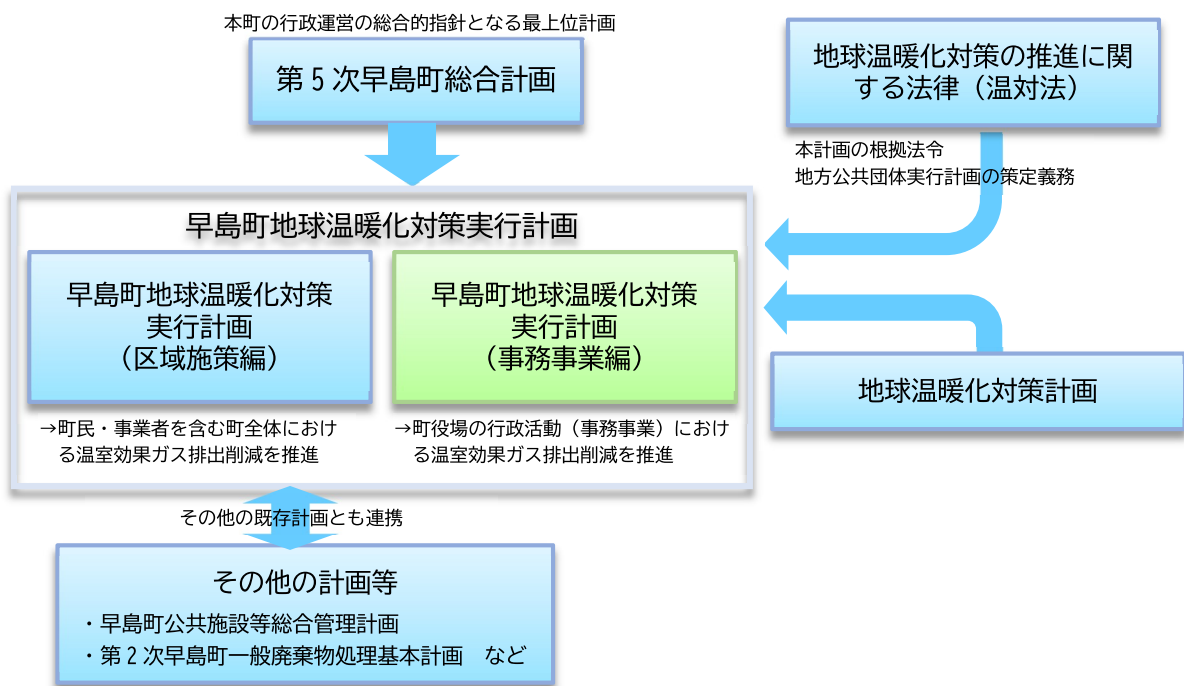 本町の行政運営の総合的指針となる最上位計画
第5次早島町総合計画
地球温暖化対策の推進に関
する法律（温対法）
本計画の根拠法令
地方公共団体実行計画の策定義務
早島町地球温暖化対策実行計画
早島町地球温暖化対策
実行計画
（区域施策編）
→町民・事業者を含む町全体におけ
る温室効果ガス排出削減を推進
早島町地球温暖化対策
実行計画
（事務事業編）
→町役場の行政活動（事務事業）におけ
る温室効果ガス排出削減を推進
地球温暖化対策計画
その他の既存計画とも連携
その他の計画等
・早島町公共施設等総合管理計画
・第2次早島町一般廃棄物処理基本計画　など